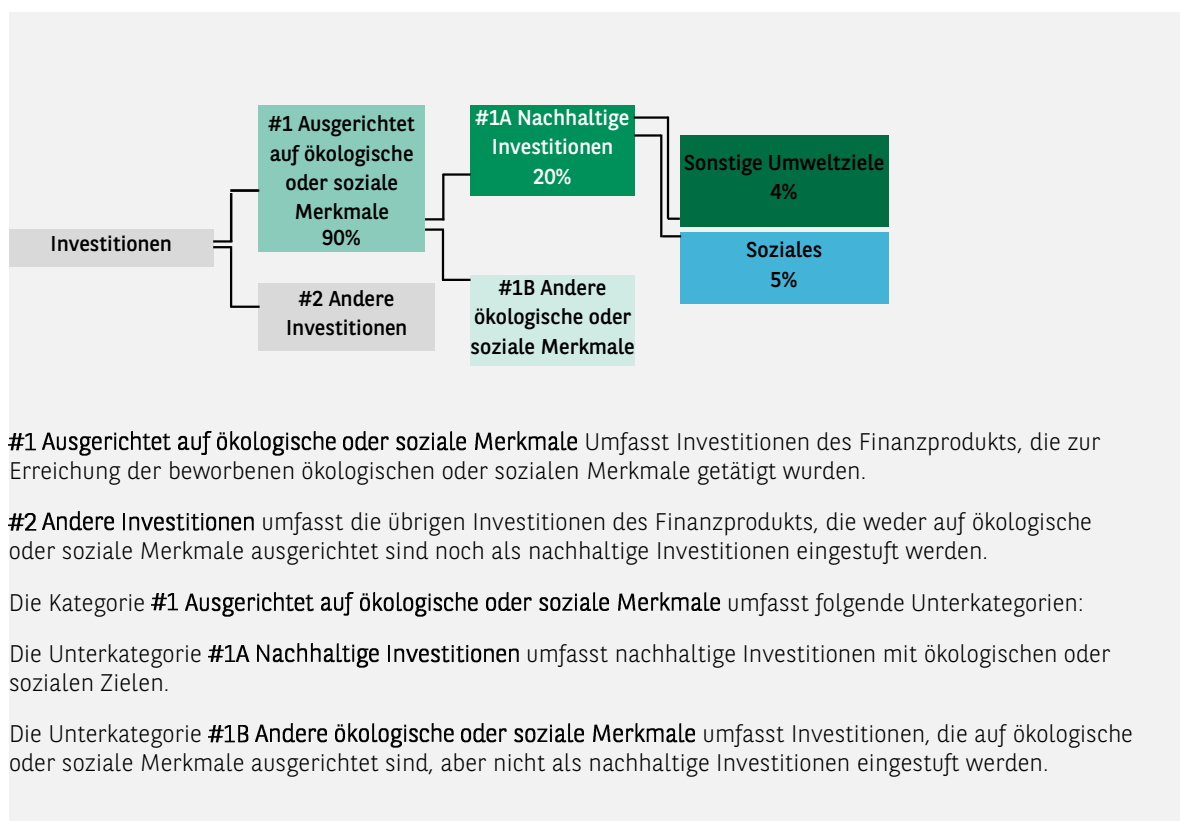 Investitionen
#1 Ausgerichtet
auf ökologische
oder soziale
Merkmale
90%
#2 Andere
Investitionen
#1A Nachhaltige
Investitionen
20%
#1B Andere
ökologische oder
soziale Merkmale
Sonstige Umweltziele
4%
Soziales
5%
#1 Ausgerichtet auf ökologische oder soziale Merkmale Umfasst Investitionen des Finanzprodukts, die zur
Erreichung der beworbenen ökologischen oder sozialen Merkmale getätigt wurden.
#2 Andere Investitionen umfasst die übrigen Investitionen des Finanzprodukts, die weder auf ökologische
oder soziale Merkmale ausgerichtet sind noch als nachhaltige Investitionen eingestuft werden.
Die Kategorie #1 Ausgerichtet auf ökologische oder soziale Merkmale umfasst folgende Unterkategorien:
Die Unterkategorie #1A Nachhaltige Investitionen umfasst nachhaltige Investitionen mit ökologischen oder
sozialen Zielen.
Die Unterkategorie #1B Andere ökologische oder soziale Merkmale umfasst Investitionen, die auf ökologische
oder soziale Merkmale ausgerichtet sind, aber nicht als nachhaltige Investitionen eingestuft werden.